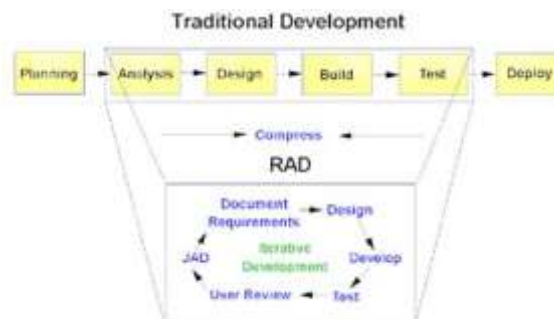 Traditional Development
Planning Analysis Design Build Test Deploy
Compress
RAD
Document
Requirements
Design
Iterative
Development
JAD
Develop
User Review
Test